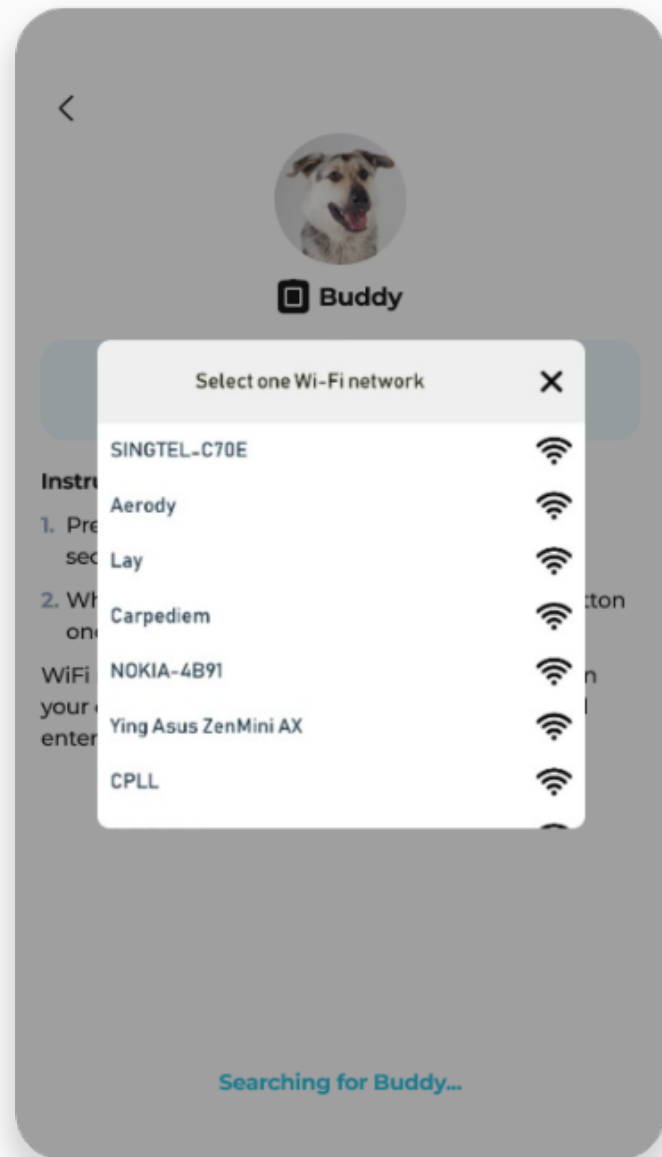 Buddy
Select one Wi-Fi network
SINGTEL-C70E
Instru
Aerody
1. Pre
sec
Lay
2. Wh
tton
Carpediem
one
WiFi
NOKIA-4B91
n
your
Ying Asus ZenMini AX
enter
CPLL
Searching for Buddy...